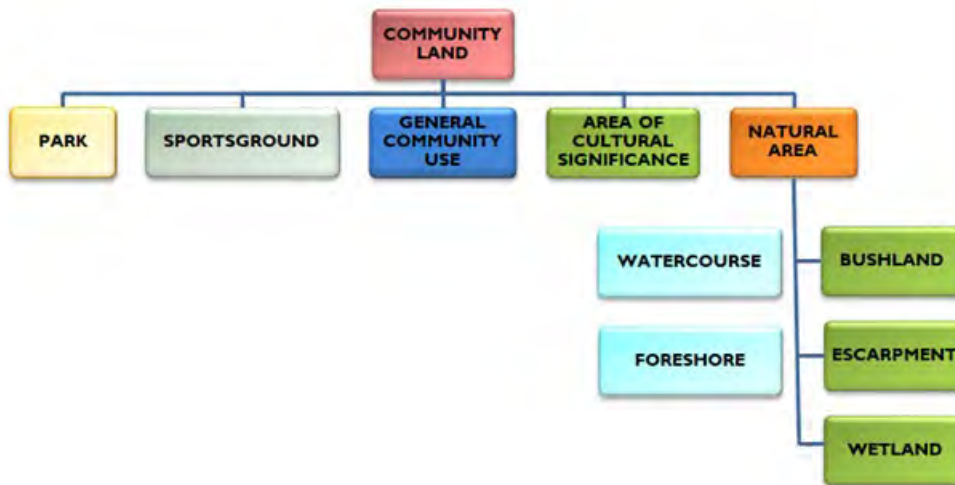 COMMUNITY
LAND
PARK
SPORTSGROUND
GENERAL
COMMUNITY
USE
AREA OF
CULTURAL
SIGNIFICANCE
NATURAL
AREA
WATERCOURSE
BUSHLAND
FORESHORE
ESCARPMENT
WETLAND